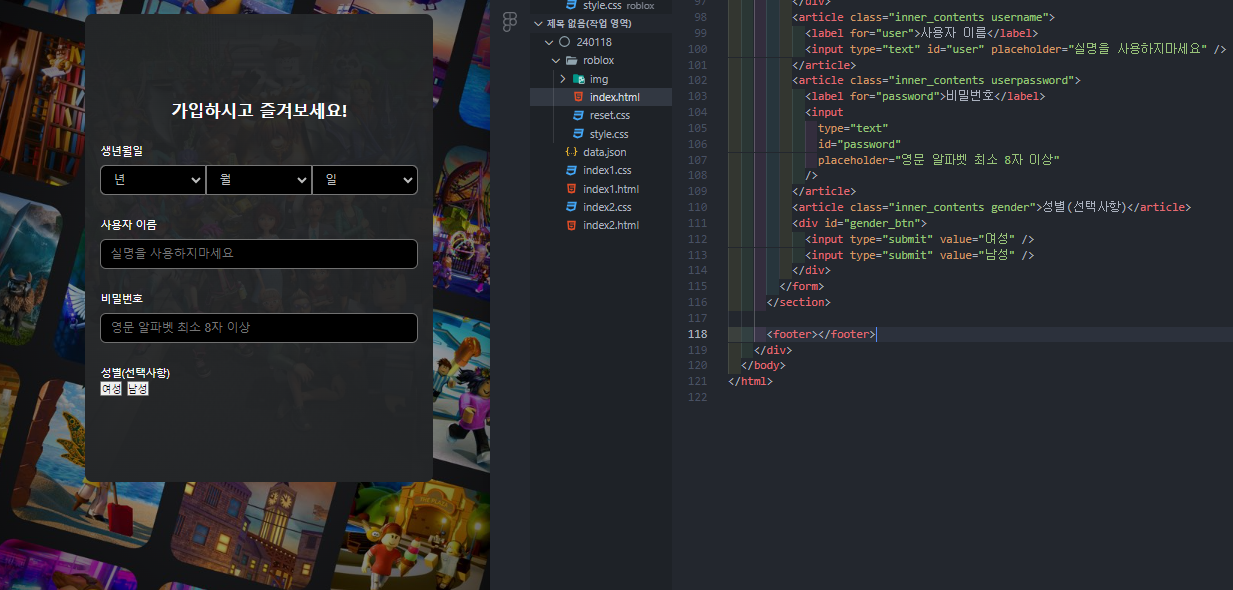 가입하시고 즐겨보세요!
생년월일
년 월 일
사용자 이름
실명을 사용하지마세요
비밀번호
영문 알파벳 최소 8자 이상
성별(선택사항)
여성 남성
style.css roblox
제목 없음(작업 영역)
240118
roblox
img
index.html
reset.css
style.css
{··} data.json
index1.css
index1.html
index2.css
index2.html
97 </div>
98 <article class="inner_contents username">
99 <label for="user">사용자 이름</label>
100 <input type="text" id="user" placeholder="실명을 사용하지마세요" />
101 </article>
102 <article class="inner_contents userpassword">
103 <label for="password">비밀번호</label>
104 <input
105 type="text"
106 id="password"
107 placeholder="영문 알파벳 최소 8자 이상"
108 />
109 </article>
110 <article class="inner_contents gender">성별(선택사항)</article>
111 <div id="gender_btn">
112 <input type="submit" value="여성" />
113 <input type="submit" value="남성" />
114 </div>
115 </form>
116 </section>
117
118 <footer></footer>
119 </div>
120 </body>
121 </html>
122